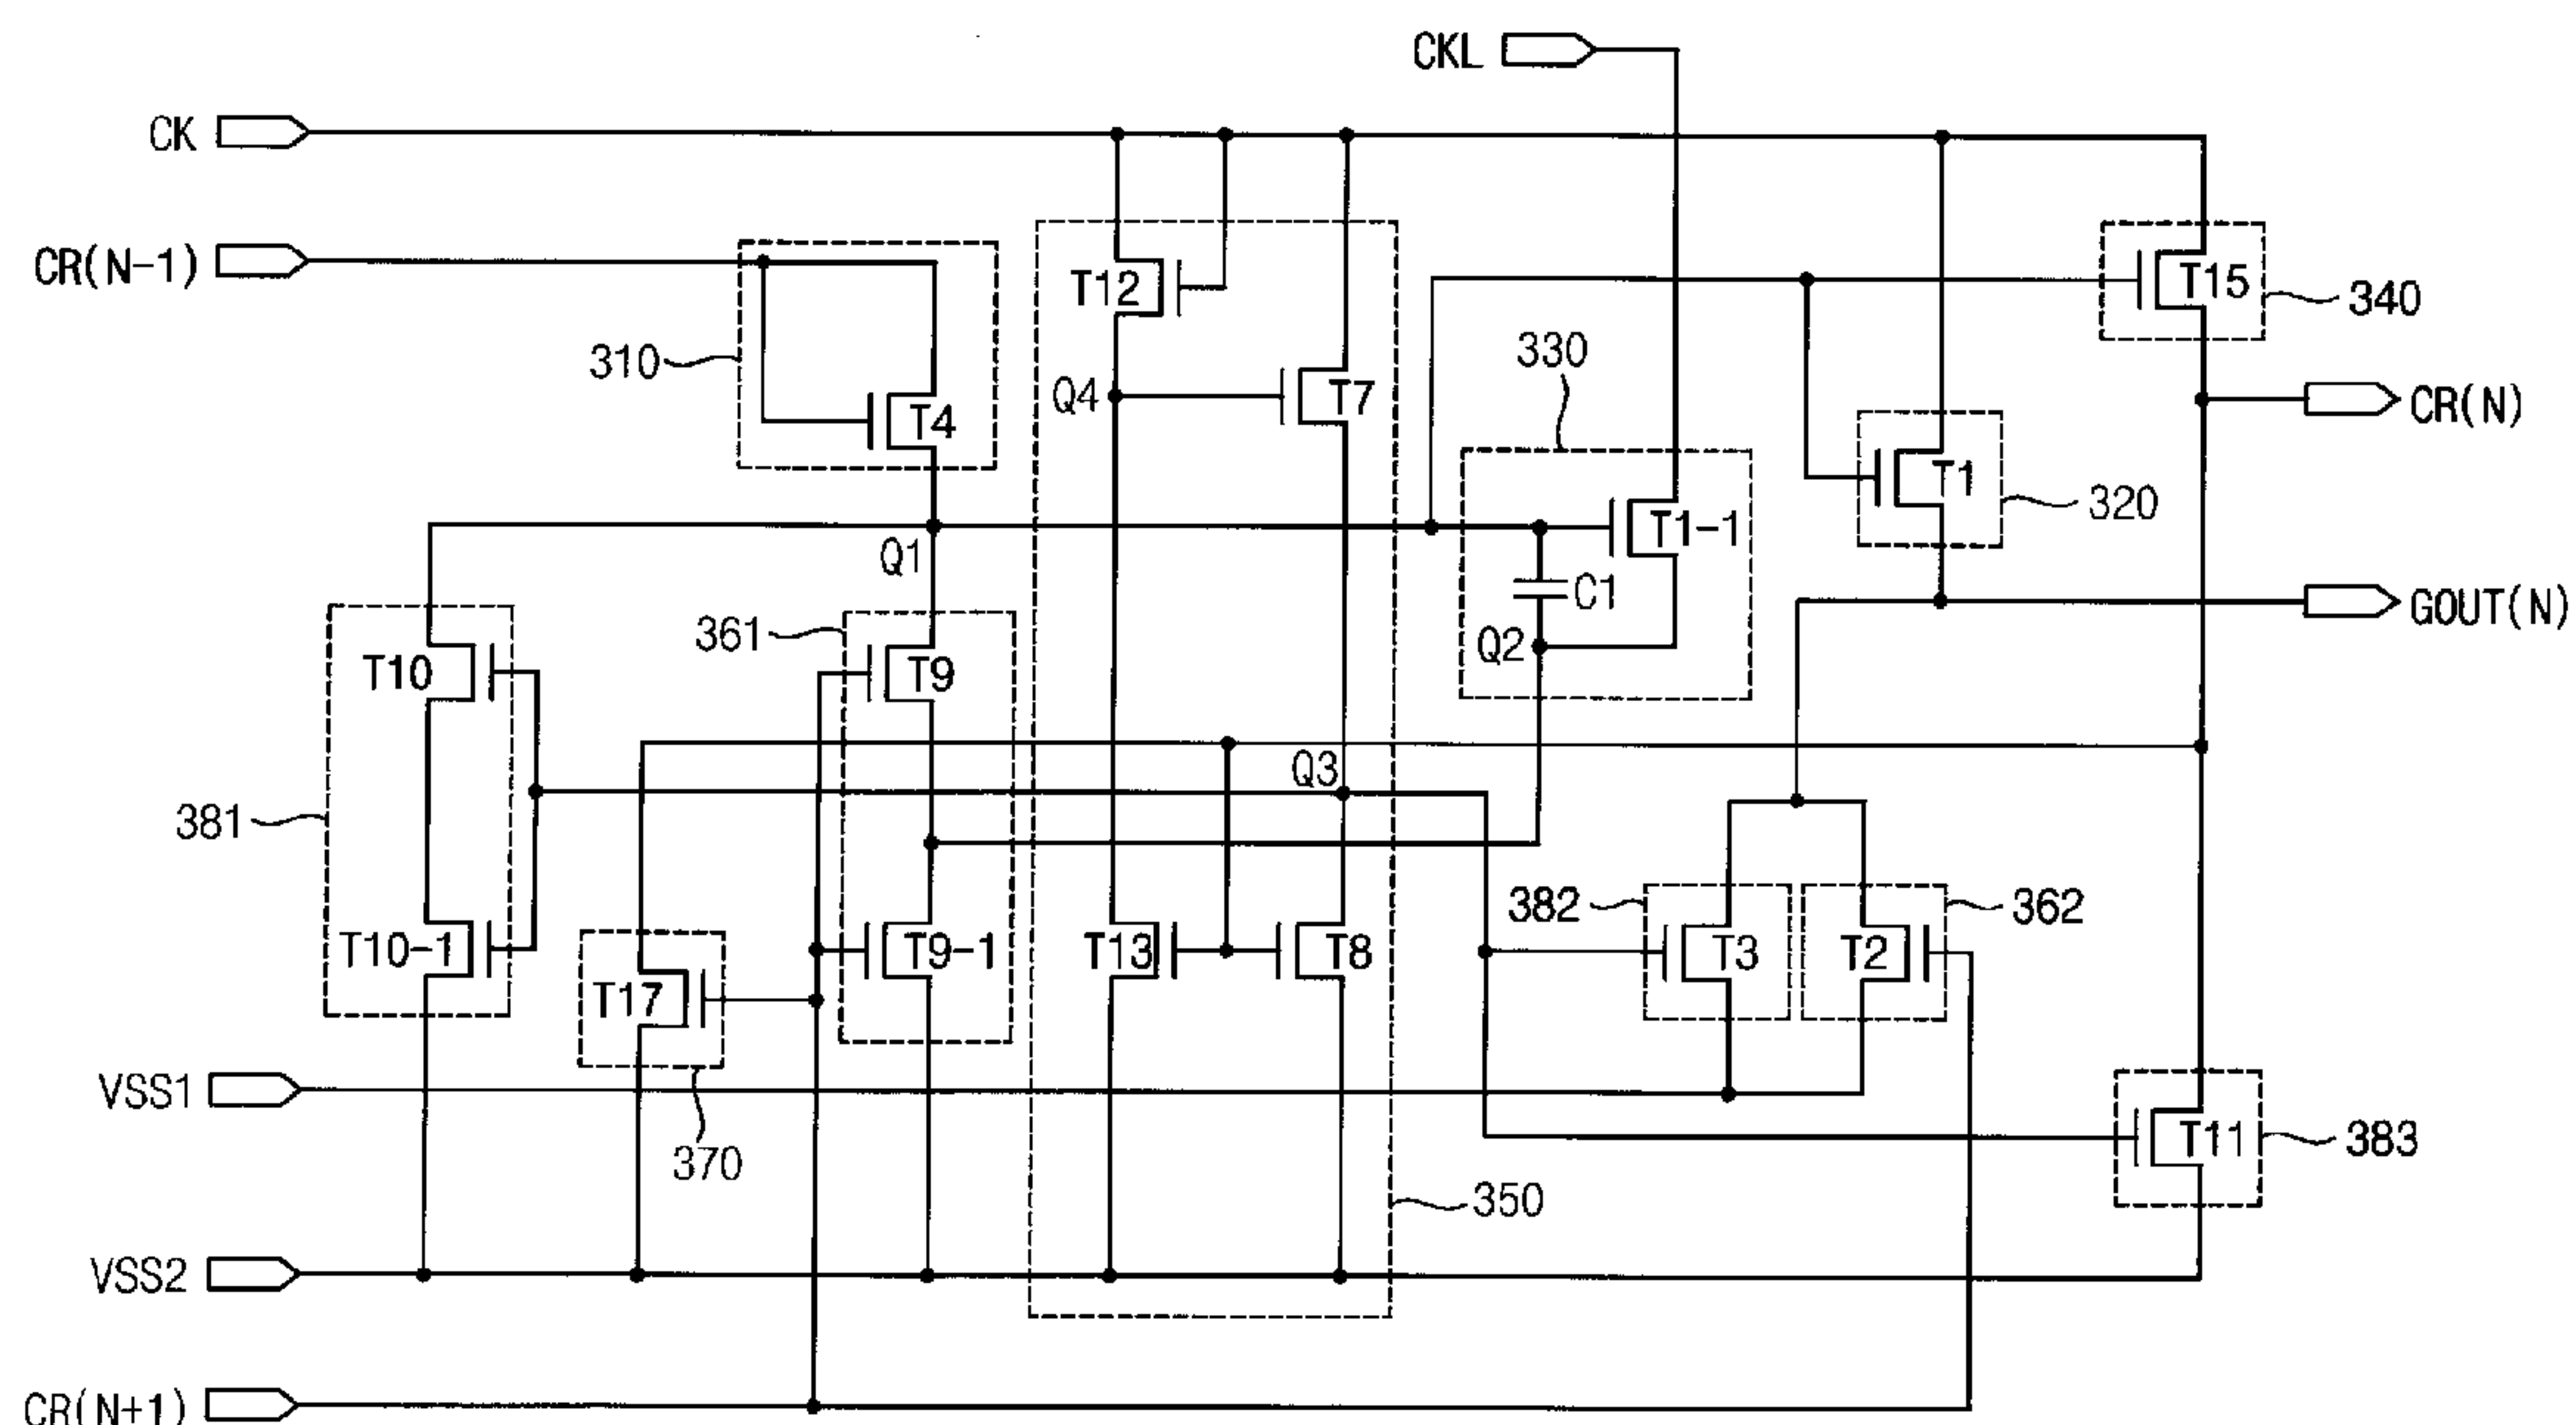 CKL
CK
CR(N-1)
T12
T15
340
310
330
Q4
T7
CR(N)
T4
T1
320
Q1
T1-1
C1
GOUT(N)
361
Q2
T10
T9
Q3
381
382
362
T10-1
T9-1
T13
T8
T3
T2
T17
VSS1
370
T11
383
350
VSS2
CR(N+1)